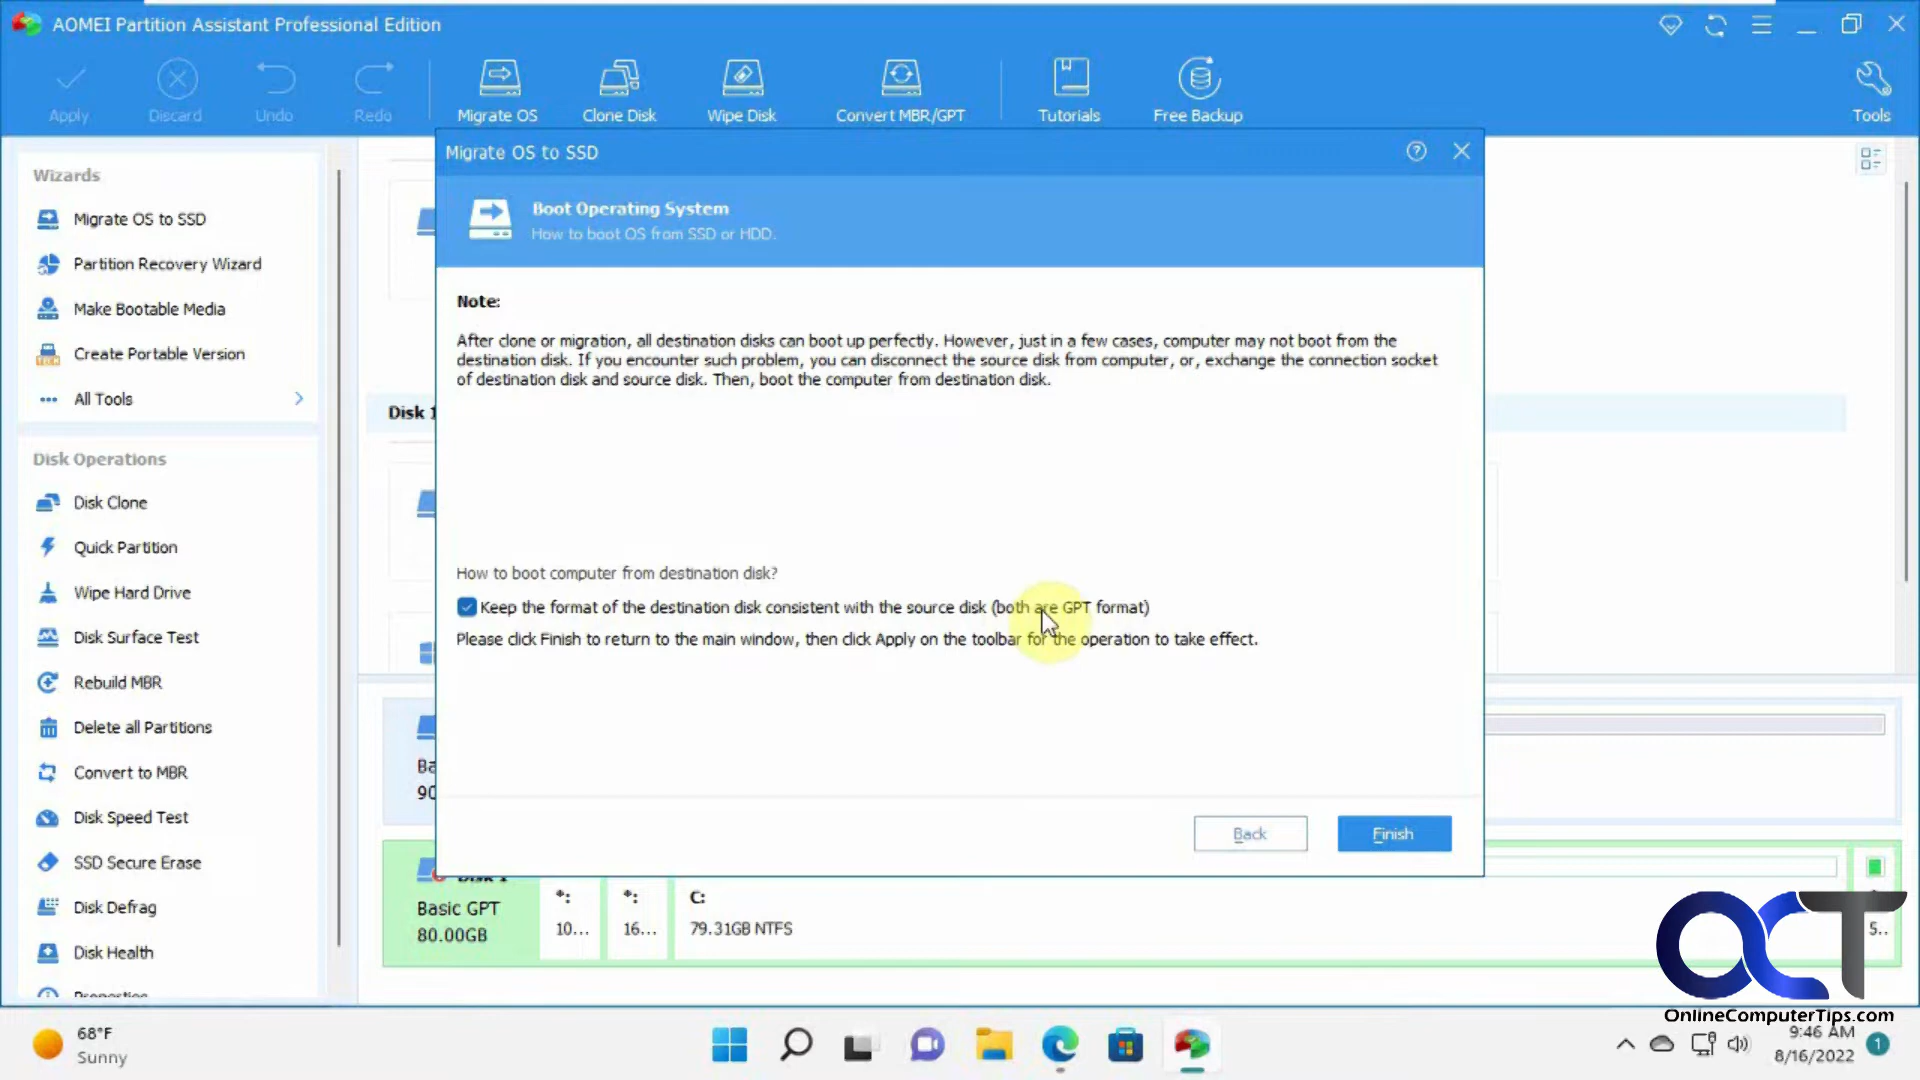 AOMEI Partition Assistant Professional Edition
Apply
Discard
Undo
Redo
Migrate OS
Clone Disk
Wipe Disk
Convert MBR/GPT
Tutorials
Free Backup
Tools
Wizards
Migrate OS to SSD
Partition Recovery Wizard
Make Bootable Media
Create Portable Version
All Tools
Disk Operations
Disk Clone
Quick Partition
Wipe Hard Drive
Disk Surface Test
Rebuild MBR
Delete all Partitions
Convert to MBR
Disk Speed Test
SSD Secure Erase
Disk Defrag
Disk Health
Properties
Disk 1
Migrate OS to SSD
Boot Operating System
How to boot OS from SSD or HDD.
Note:
After clone or migration, all destination disks can boot up perfectly. However, just in a few cases, computer may not boot from the
destination disk. If you encounter such problem, you can disconnect the source disk from computer, or, exchange the connection socket
of destination disk and source disk. Then, boot the computer from destination disk.
How to boot computer from destination disk?
Keep the format of the destination disk consistent with the source disk (both are GPT format)
Please click Finish to return to the main window, then click Apply on the toolbar for the operation to take effect.
Back
Finish
Ba
90
Disk 1
Basic GPT
80.00GB
*:
10...
*:
16...
C:
79.31GB NTFS
5..
OCT
OnlineComputerTips.com
68°F
Sunny
9:46 AM
8/16/2022
1